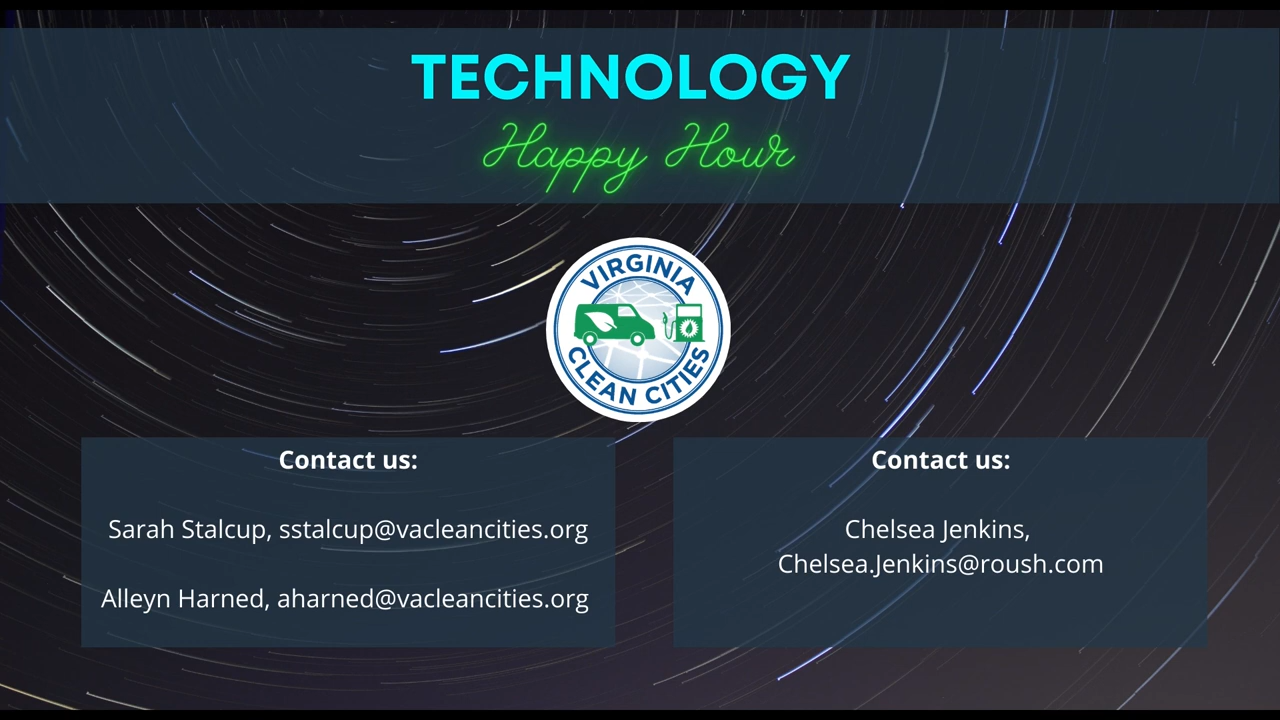 TECHNOLOGY
Happy Hour
VIRGINIA
CLEAN CITIES
Contact us:
Sarah Stalcup, sstalcup@vacleancities.org
Alleyn Harned, aharned@vacleancities.org
Contact us:
Chelsea Jenkins,
Chelsea.Jenkins@roush.com